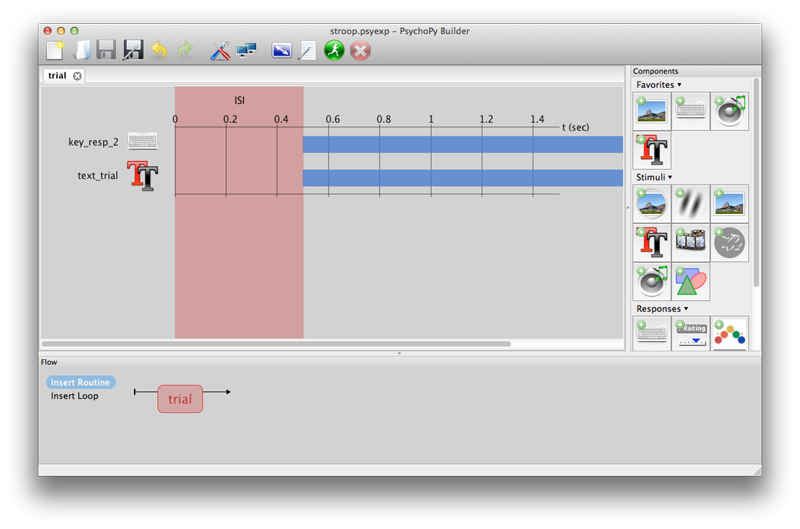 stroop.psyexp – PsychoPy Builder
trial
Components
Favorites
ISI
0 0.2 0.4 0.6 0.8 1 1.2 1.4 t (sec)
key_resp_2
text_trial
Stimuli
Responses
Rating
Flow
Insert Routine
Insert Loop
trial